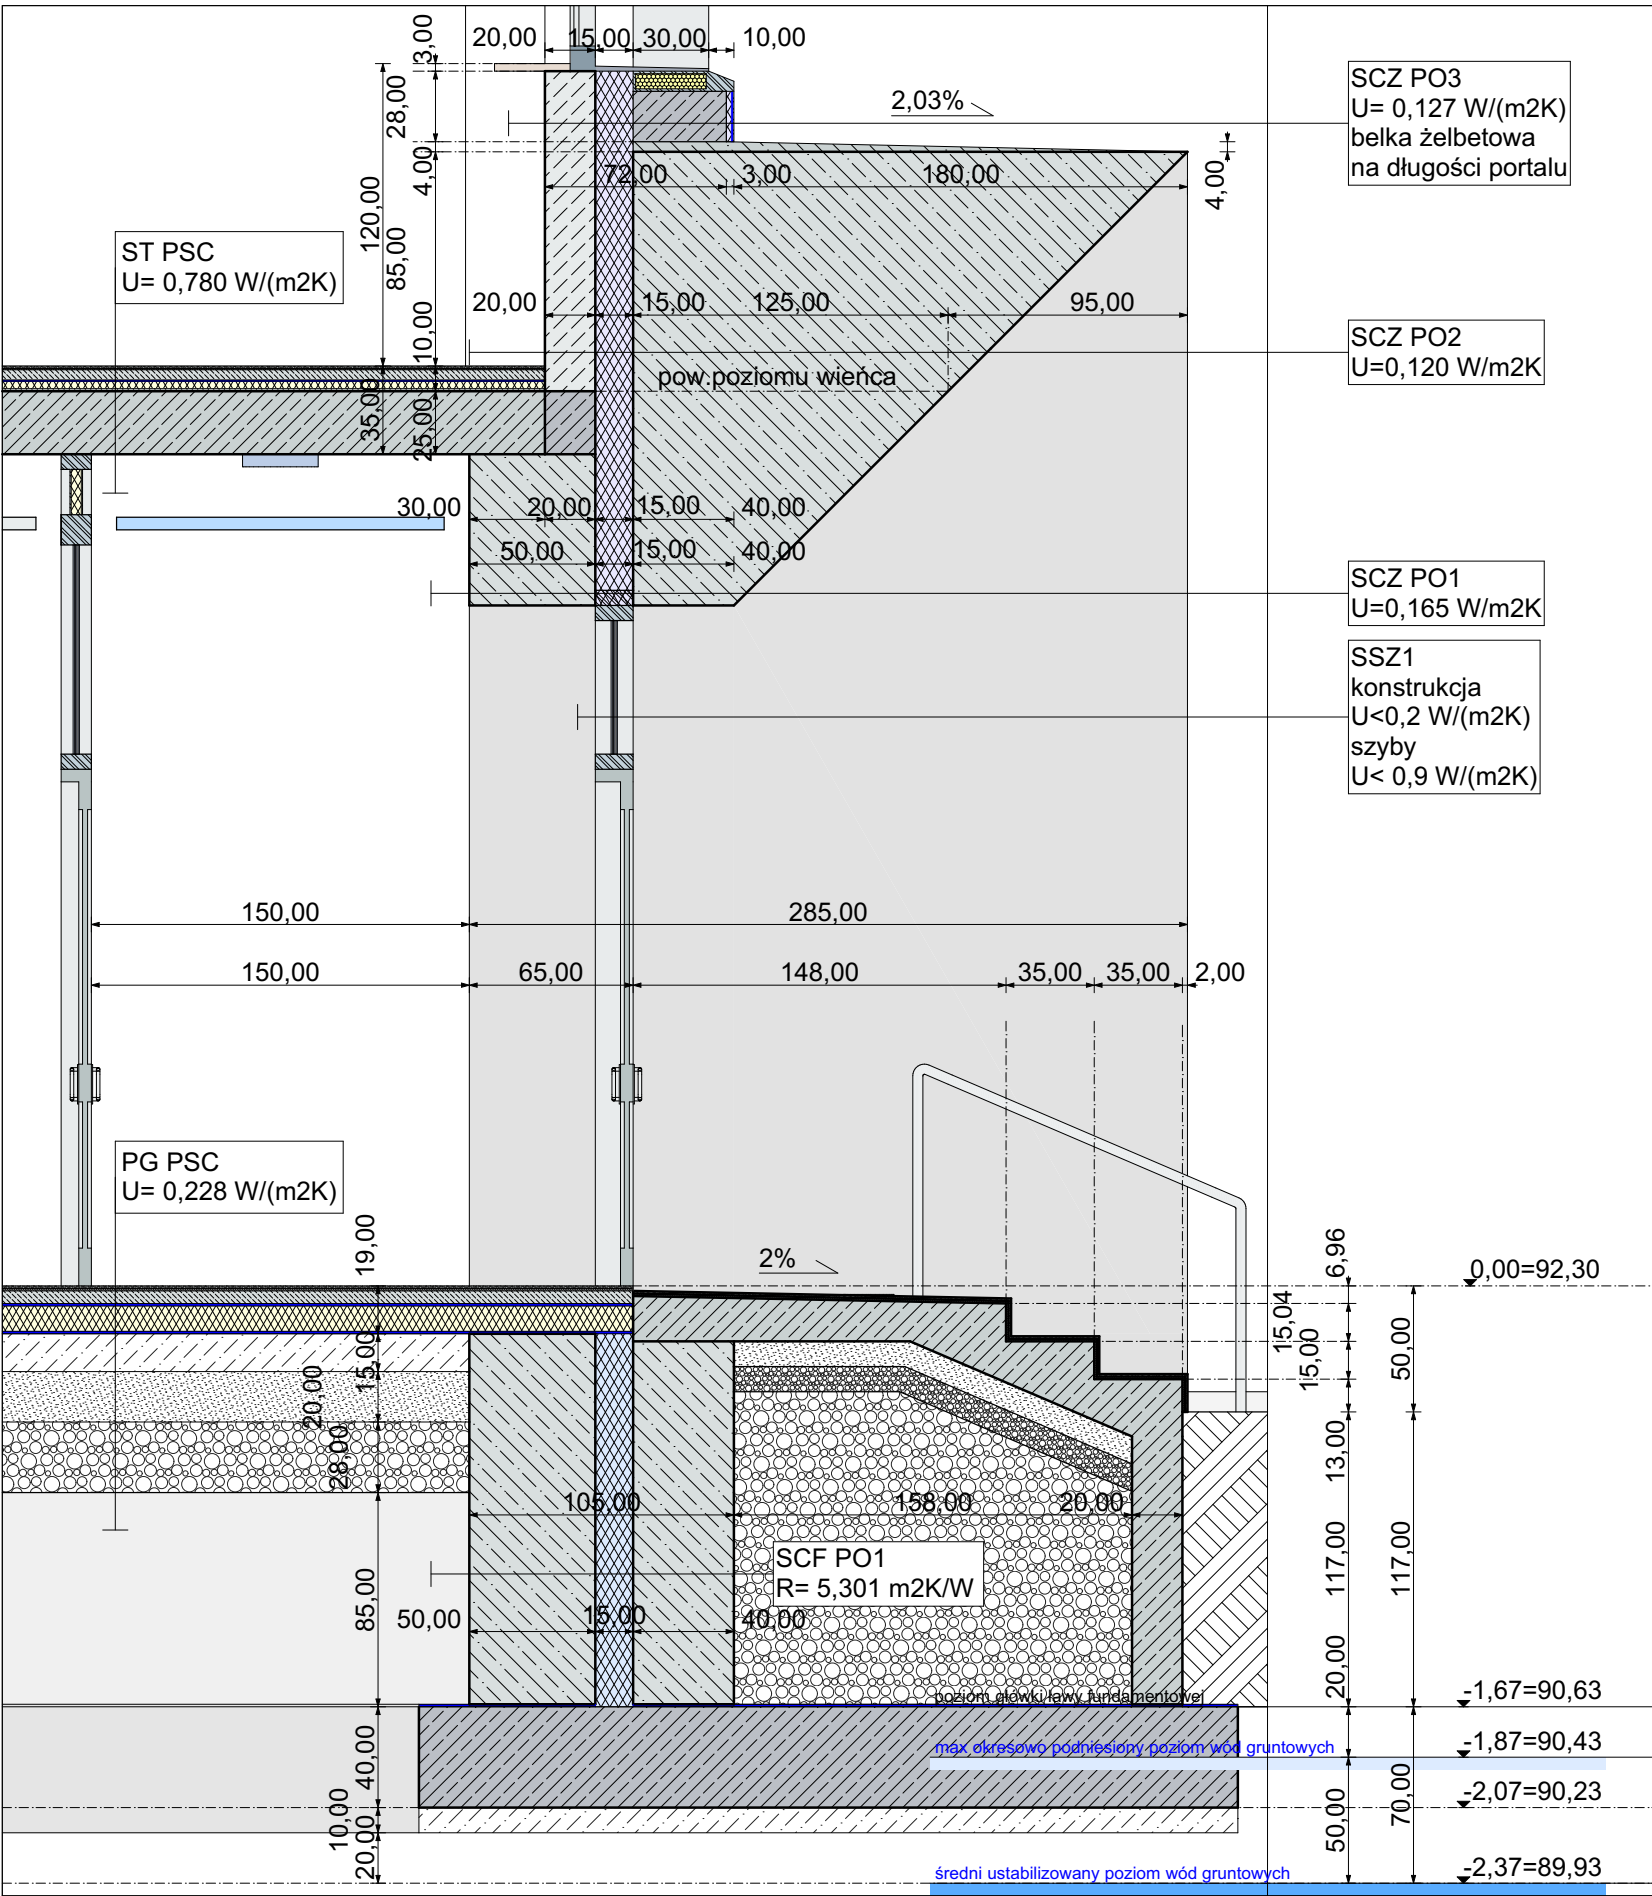 3,00
20,00
15,00
30,00
10,00
28,00
2,03%
SCZ PO3
U= 0,127 W/(m2K)
belka żelbetowa
na długości portalu
4,00
120,00
85,00
72,00
3,00
180,00
4,00
ST PSC
U= 0,780 W/(m2K)
20,00
15,00
125,00
95,00
10,00
SCZ PO2
U=0,120 W/m2K
pow.poziomu wieńca
35,00
25,00
30,00
20,00
15,00
40,00
50,00
15,00
40,00
SCZ PO1
U=0,165 W/m2K
SSZ1
konstrukcja
U<0,2 W/(m2K)
szyby
U< 0,9 W/(m2K)
150,00
285,00
150,00
65,00
148,00
35,00
35,00
2,00
PG PSC
U= 0,228 W/(m2K)
19,00
2%
6,96
0,00=92,30
15,04
15,00
50,00
15,00
20,00
28,00
13,00
105,00
158,00
20,00
SCF PO1
R= 5,301 m2K/W
117,00
117,00
85,00
50,00
15,00
40,00
20,00
poziom główki ławy fundamentowej
-1,67=90,63
max okresowo podniesiony poziom wód gruntowych
-1,87=90,43
40,00
70,00
-2,07=90,23
10,00
50,00
20,00
średni ustabilizowany poziom wód gruntowych
-2,37=89,93